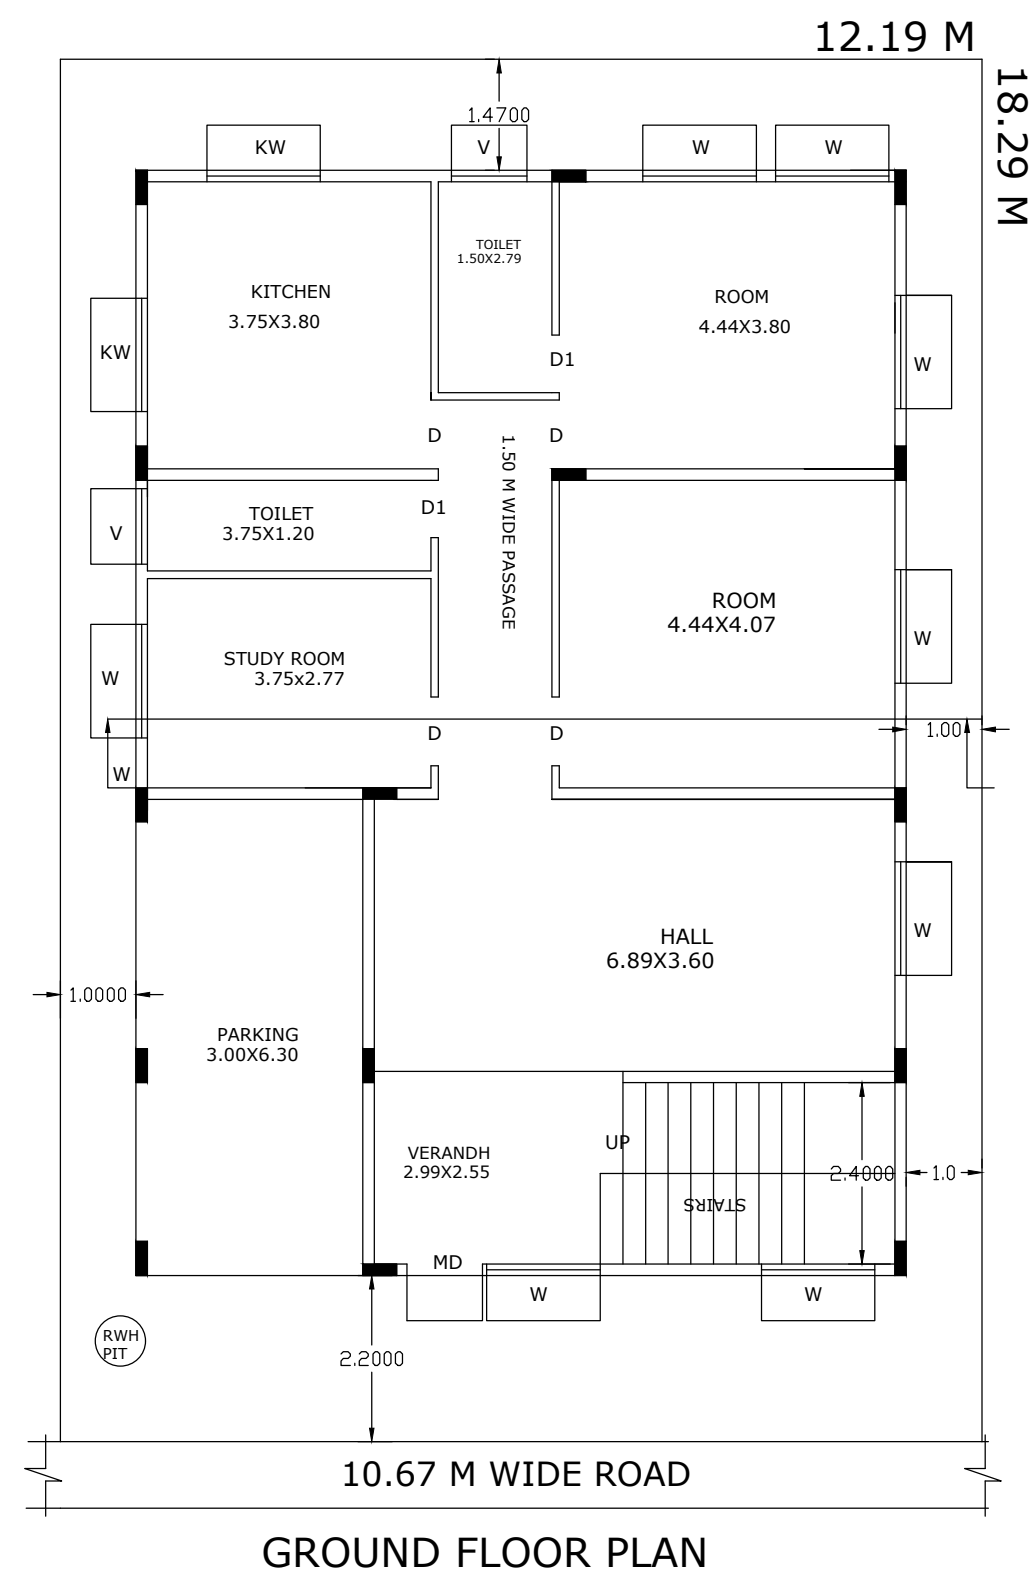 12.19 M
18.29 M
1.4700
KW
V
W
W
TOILET
1.50X2.79
KITCHEN
3.75X3.80
ROOM
4.44X3.80
KW
D1
W
D
D
1.50 M WIDE PASSAGE
D1
TOILET
3.75X1.20
V
ROOM
4.44X4.07
W
STUDY ROOM
3.75x2.77
W
D
D
1.00
W
HALL
6.89X3.60
W
1.0000
PARKING
3.00X6.30
UP
VERANDH
2.99X2.55
2.4000
1.0
STAIRS
MD
W
W
RWH
PIT
2.2000
10.67 M WIDE ROAD
GROUND FLOOR PLAN